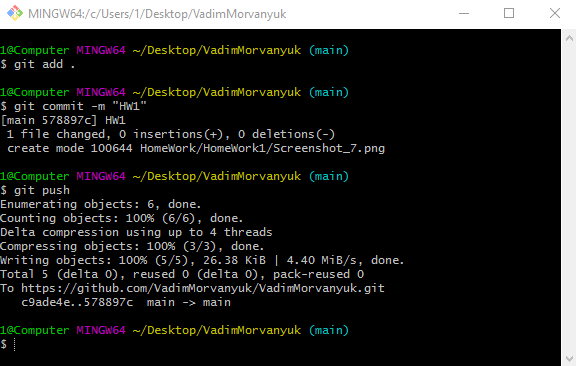 MINGW64:/c/Users/1/Desktop/VadimMorvanyuk
1@Computer MINGW64 ~/Desktop/VadimMorvanyuk (main)
$ git add .
1@Computer MINGW64 ~/Desktop/VadimMorvanyuk (main)
$ git commit -m "HW1"
[main 578897c] HW1
1 file changed, 0 insertions(+), 0 deletions(-)
create mode 100644 HomeWork/HomeWork1/Screenshot_7.png
1@Computer MINGW64 ~/Desktop/VadimMorvanyuk (main)
$ git push
Enumerating objects: 6, done.
Counting objects: 100% (6/6), done.
Delta compression using up to 4 threads
Compressing objects: 100% (3/3), done.
Writing objects: 100% (5/5), 26.38 KiB | 4.40 MiB/s, done.
Total 5 (delta 0), reused 0 (delta 0), pack-reused 0
To https://github.com/VadimMorvanyuk/VadimMorvanyuk.git
c9ade4e..578897c  main -> main
1@Computer MINGW64 ~/Desktop/VadimMorvanyuk (main)
$